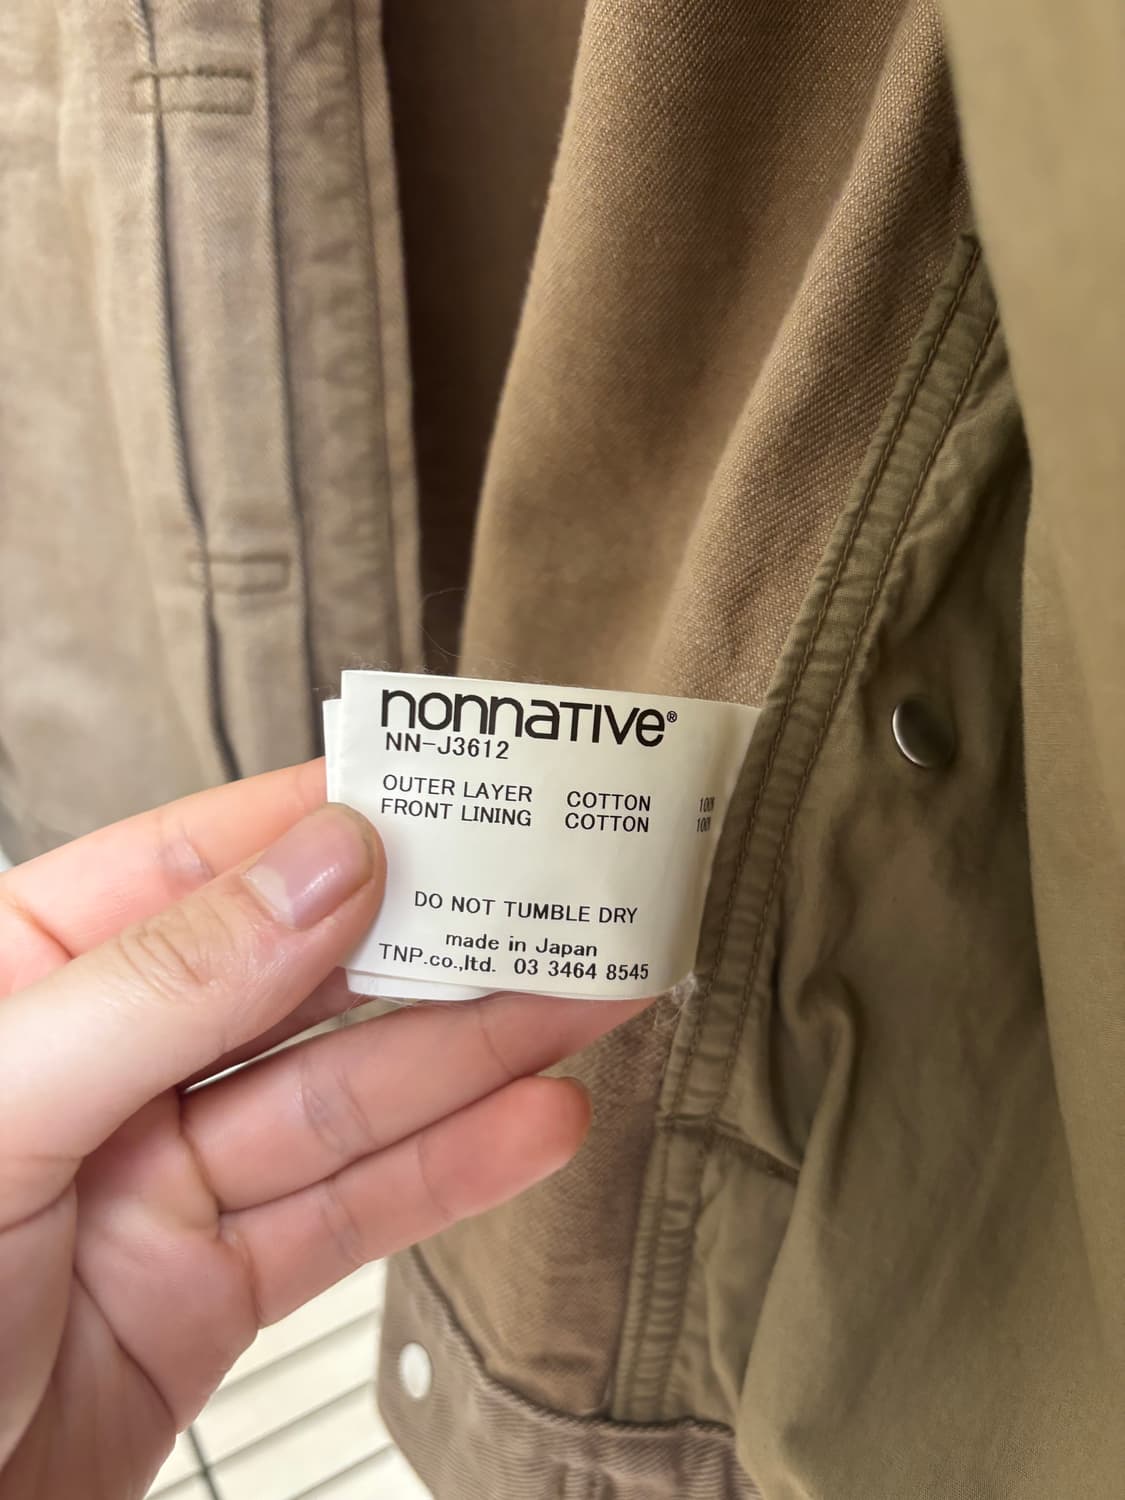 nonnative®
NN-J3612
OUTER LAYER COTTON 100%
FRONT LINING COTTON 100%
DO NOT TUMBLE DRY
made in Japan
TNP.co.,ltd. 03 3464 8545